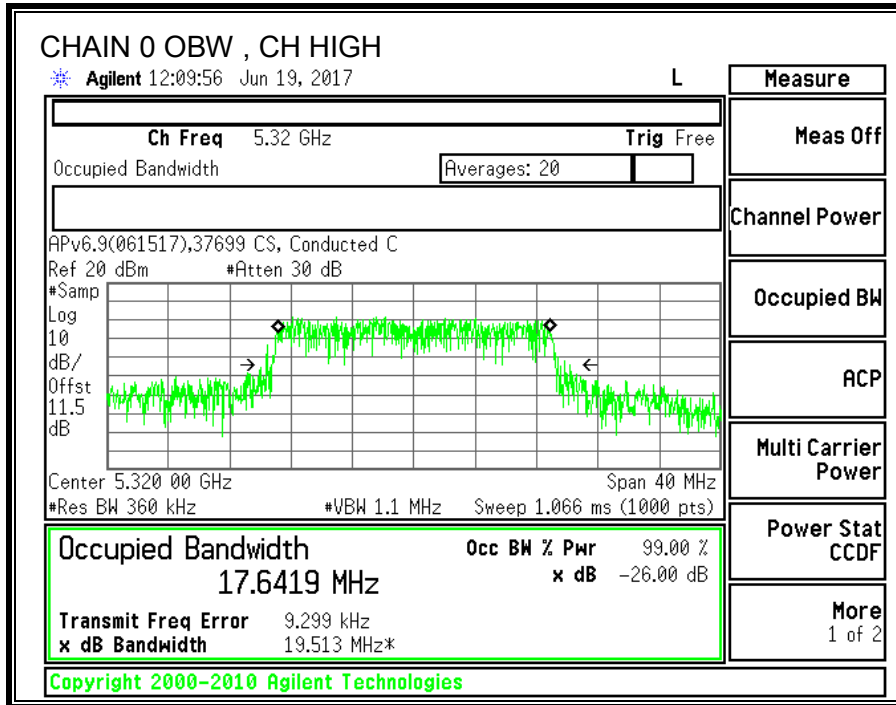 CHAIN 0 OBW , CH HIGH
Agilent 12:09:56 Jun 19, 2017 L
Measure
Ch Freq 5.32 GHz Trig Free
Meas Off
Occupied Bandwidth Averages: 20
Channel Power
APv6.9(061517),37699 CS, Conducted C
Ref 20 dBm #Atten 30 dB
#Samp
Log
10
dB/
Offst
11.5
dB
Occupied BW
ACP
Multi Carrier
Power
Center 5.320 00 GHz Span 40 MHz
#Res BW 360 kHz #VBW 1.1 MHz Sweep 1.066 ms (1000 pts)
Power Stat
CCDF
Occupied Bandwidth Occ BW % Pwr 99.00 %
17.6419 MHz x dB -26.00 dB
Transmit Freq Error 9.299 kHz
x dB Bandwidth 19.513 MHz*
More
1 of 2
Copyright 2000-2010 Agilent Technologies